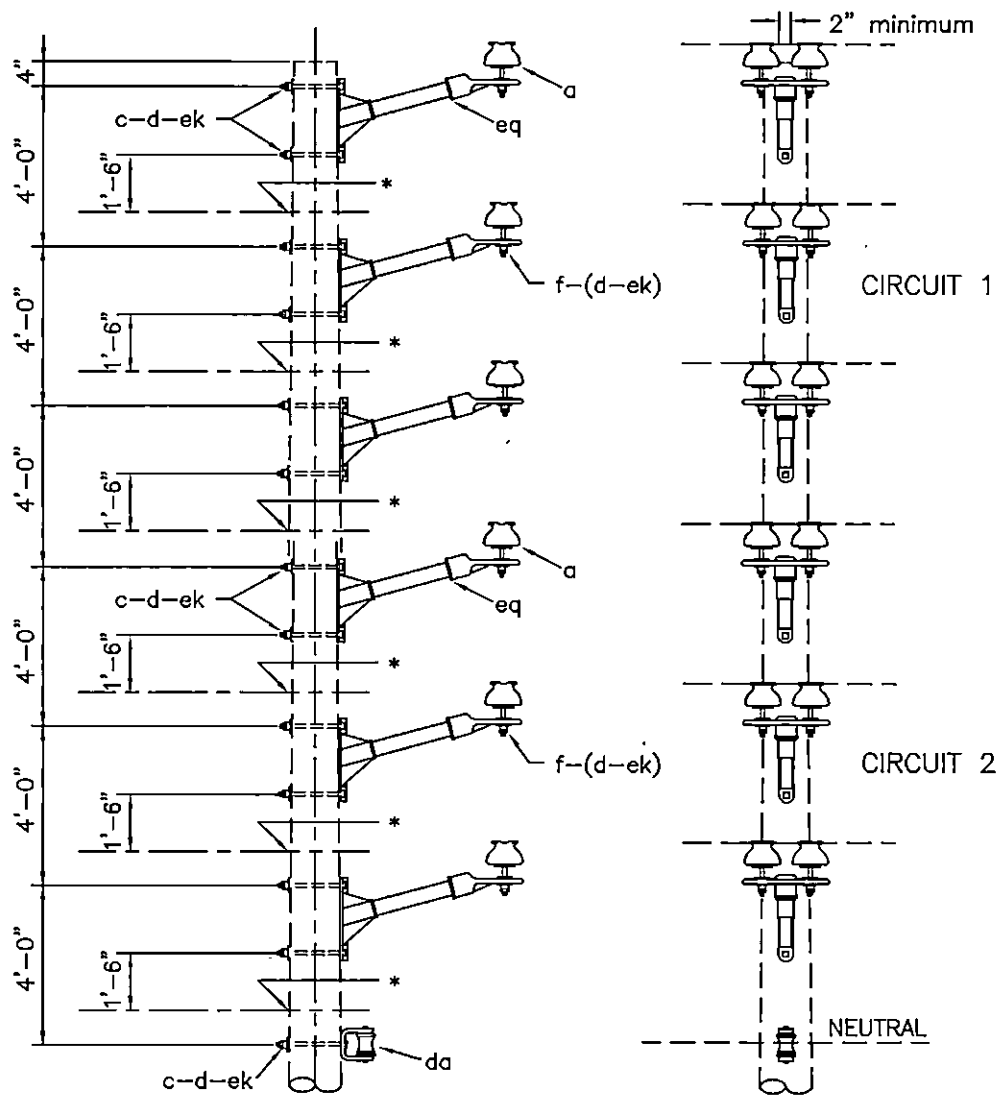 2" minimum
4"
a
c-d-ek
eq
4'-0"
1'-6"
*
CIRCUIT 1
f-(d-ek)
4'-0"
1'-6"
*
4'-0"
1'-6"
*
a
c-d-ek
eq
4'-0"
1'-6"
*
f-(d-ek)
CIRCUIT 2
4'-0"
1'-6"
*
4'-0"
1'-6"
*
NEUTRAL
da
c-d-ek